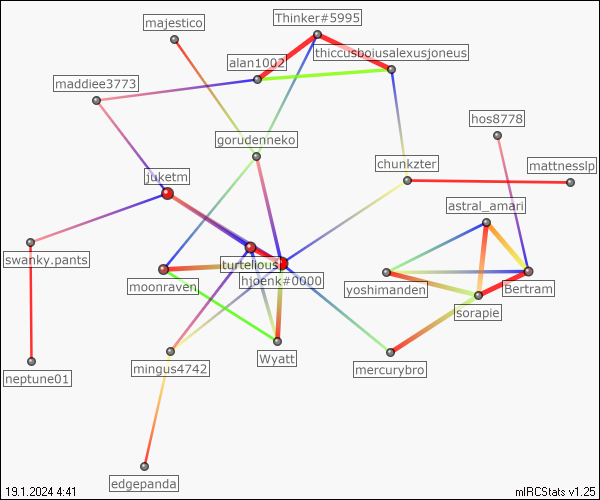 Thinker#5995
majestico
thiccusboiusalexusjoneus
alan1002
maddiee3773
hos8778
gorudenneko
chunkzter
mattnesslp
juketm
astral_amari
swanky.pants
turtelious
hjoenk#0000
moonraven
yoshimanden
Bertram
sorapie
Wyatt
mingus4742
mercurybro
neptune01
edgepanda
19.1.2024 4:41
mIRCStats v1.25